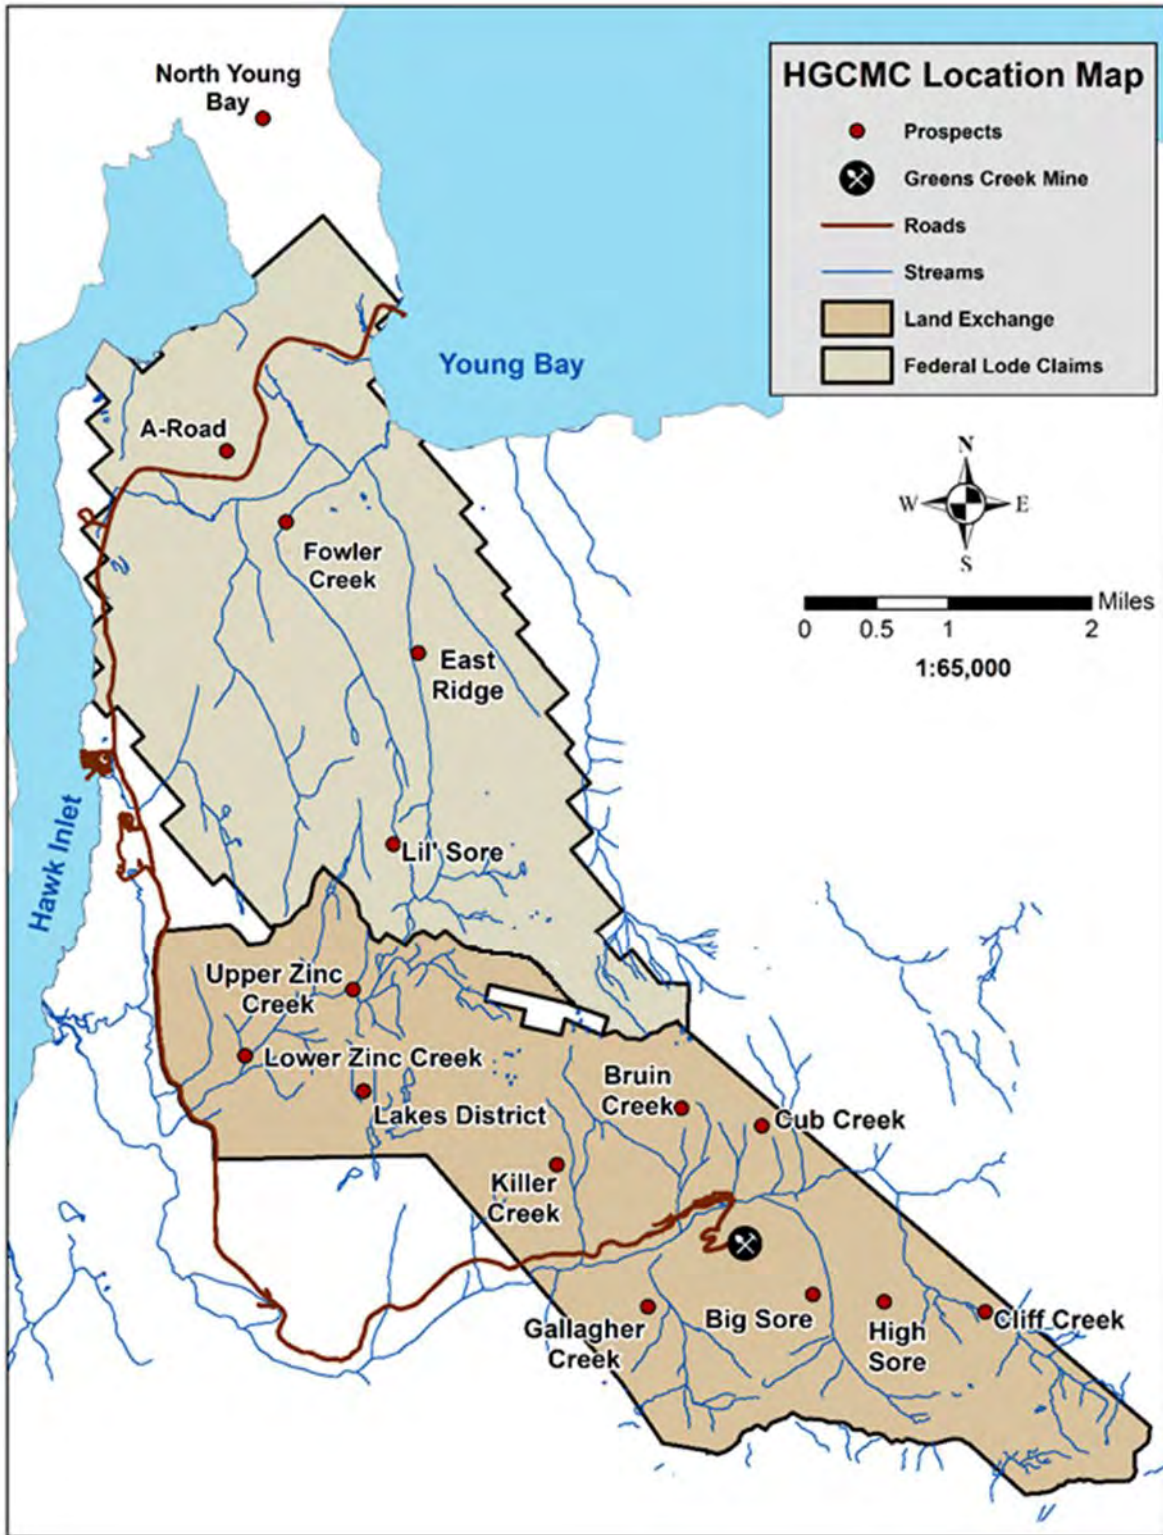 North Young
Bay
HGCMC Location Map
Prospects
Greens Creek Mine
Roads
Streams
Land Exchange
Federal Lode Claims
Young Bay
A-Road
N
W
E
S
Fowler
Creek
Miles
0 0.5 1 2
1:65,000
East
Ridge
Hawk Inlet
Lil' Sore
Upper Zinc
Creek
Lower Zinc Creek
Lakes District
Bruin
Creek
Cub Creek
Killer
Creek
Gallagher
Creek
Big Sore
High
Sore
Cliff Creek